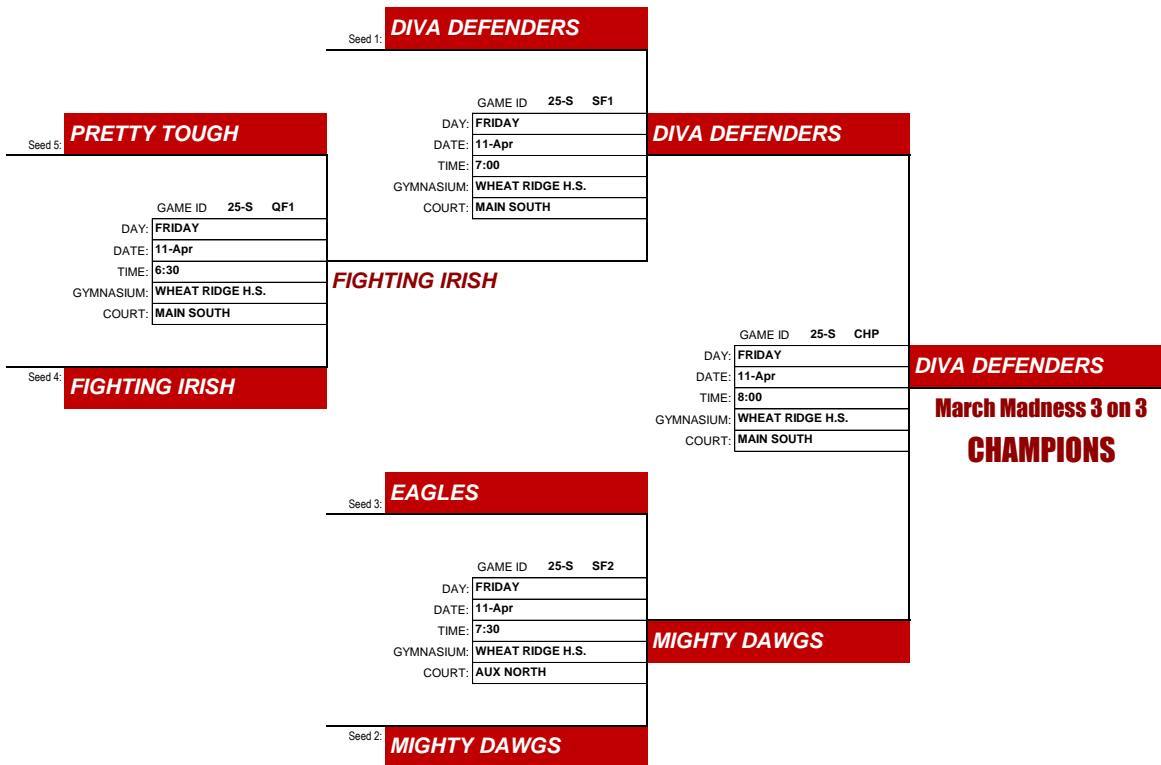 Seed 1: DIVA DEFENDERS
GAME ID 25-S SF1
DAY: FRIDAY
DATE: 11-Apr
TIME: 7:00
GYMNASIUM: WHEAT RIDGE H.S.
COURT: MAIN SOUTH
Seed 5: PRETTY TOUGH
GAME ID 25-S QF1
DAY: FRIDAY
DATE: 11-Apr
TIME: 6:30
GYMNASIUM: WHEAT RIDGE H.S.
COURT: MAIN SOUTH
Seed 4: FIGHTING IRISH
FIGHTING IRISH
DIVA DEFENDERS
GAME ID 25-S CHP
DAY: FRIDAY
DATE: 11-Apr
TIME: 8:00
GYMNASIUM: WHEAT RIDGE H.S.
COURT: MAIN SOUTH
DIVA DEFENDERS
March Madness 3 on 3
CHAMPIONS
Seed 3: EAGLES
GAME ID 25-S SF2
DAY: FRIDAY
DATE: 11-Apr
TIME: 7:30
GYMNASIUM: WHEAT RIDGE H.S.
COURT: AUX NORTH
MIGHTY DAWGS
Seed 2: MIGHTY DAWGS